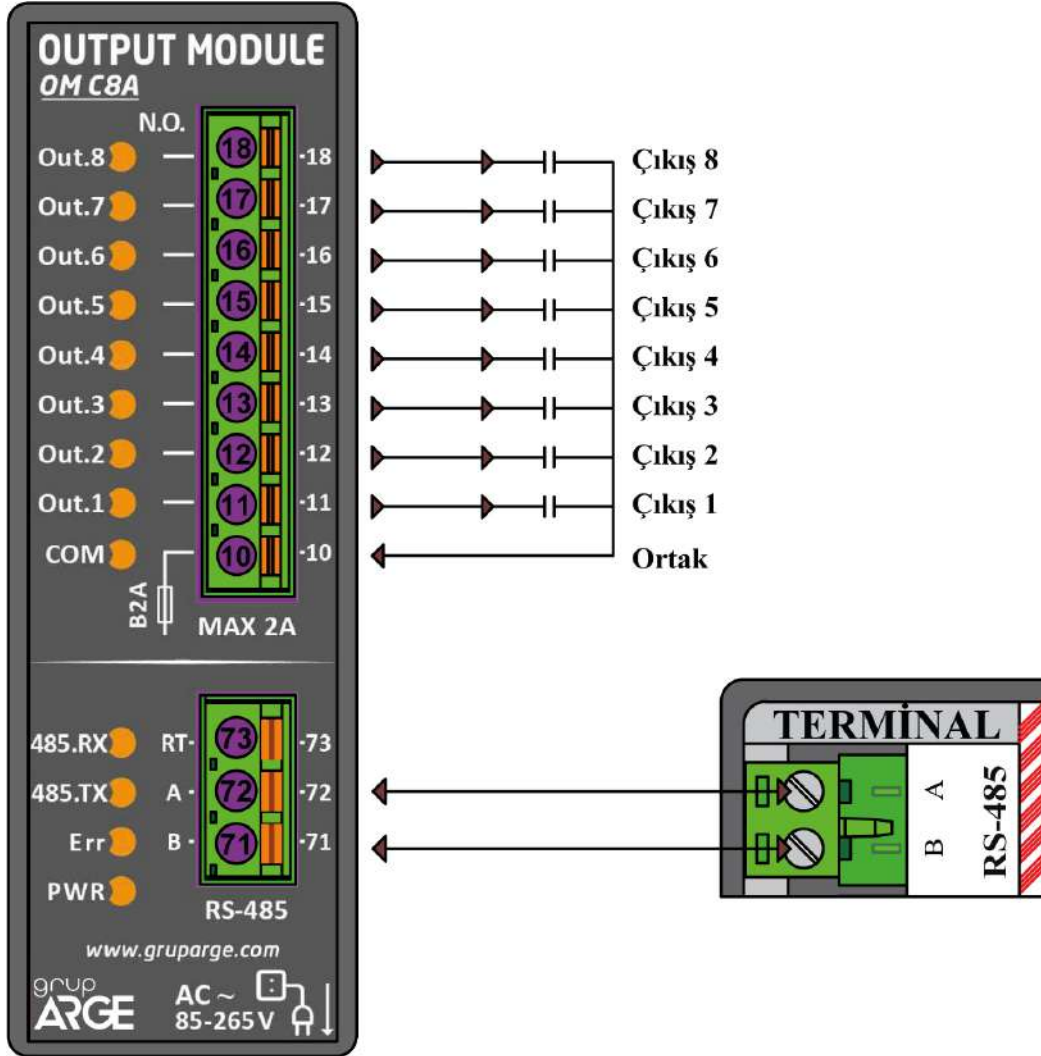 OUTPUT MODULE
OM C8A
N.O.
Out.8 18 -18 Çıkış 8
Out.7 17 -17 Çıkış 7
Out.6 16 -16 Çıkış 6
Out.5 15 -15 Çıkış 5
Out.4 14 -14 Çıkış 4
Out.3 13 -13 Çıkış 3
Out.2 12 -12 Çıkış 2
Out.1 11 -11 Çıkış 1
COM 10 -10 Ortak
B2A
MAX 2A
485.RX RT- 73 -73
485.TX A - 72 -72
Err B - 71 -71
PWR
RS-485
www.gruparge.com
grup
ARGE
AC ~
85-265V
TERMİNAL
A
B
RS-485